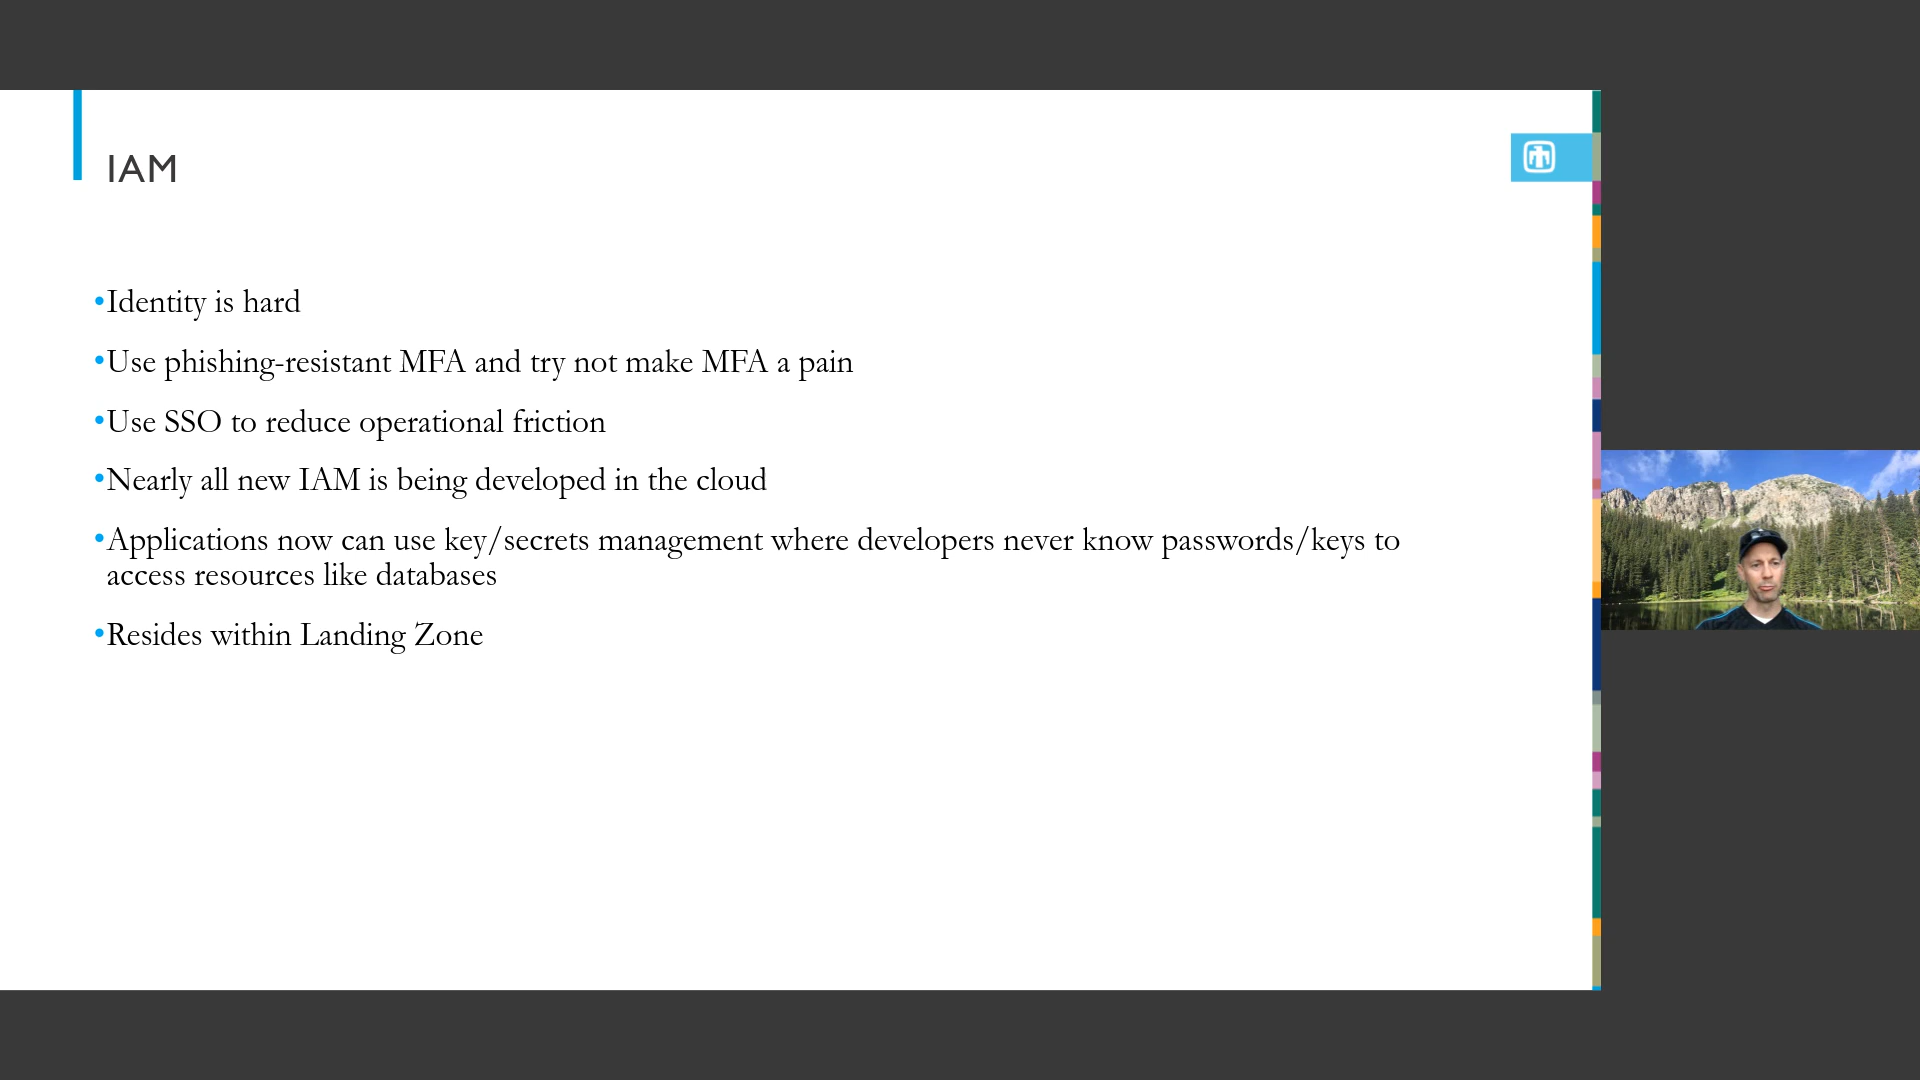 IAM
•Identity is hard
•Use phishing-resistant MFA and try not make MFA a pain
•Use SSO to reduce operational friction
•Nearly all new IAM is being developed in the cloud
•Applications now can use key/secrets management where developers never know passwords/keys to
access resources like databases
•Resides within Landing Zone